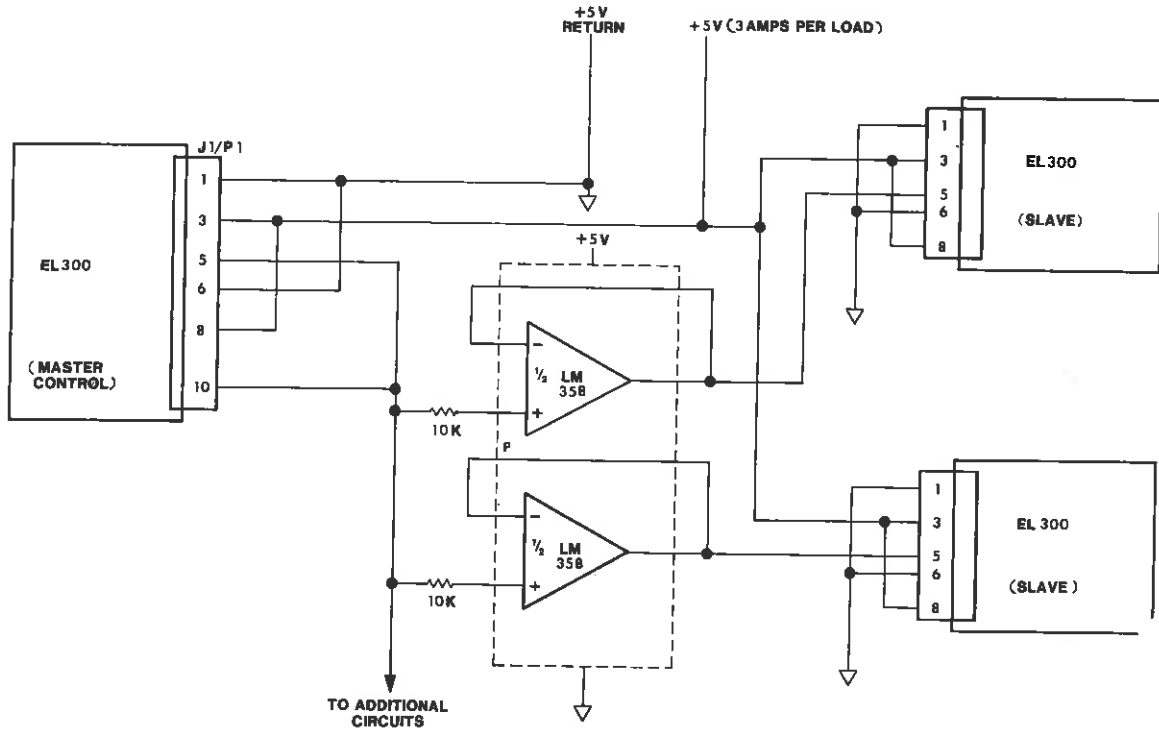 +5V
RETURN
+5V (3 AMPS PER LOAD)
J1/P1
1
3
5
6
8
10
EL300
(MASTER
CONTROL)
+5V
-
1/2 LM
358
+
10K
P
-
1/2 LM
358
+
10K
TO ADDITIONAL
CIRCUITS
1
3
5
6
8
EL300
(SLAVE)
1
3
5
6
8
EL300
(SLAVE)